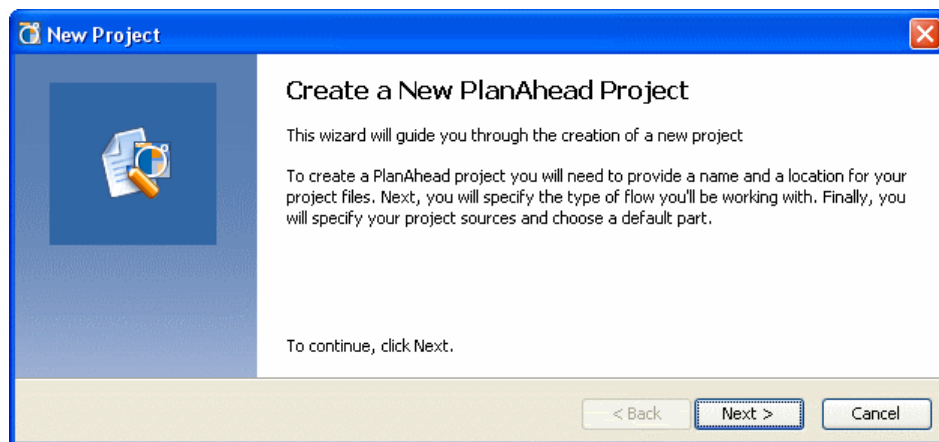 New Project
Create a New PlanAhead Project
This wizard will guide you through the creation of a new project
To create a PlanAhead project you will need to provide a name and a location for your
project files. Next, you will specify the type of flow you'll be working with. Finally, you
will specify your project sources and choose a default part.
To continue, click Next.
< Back
Next >
Cancel